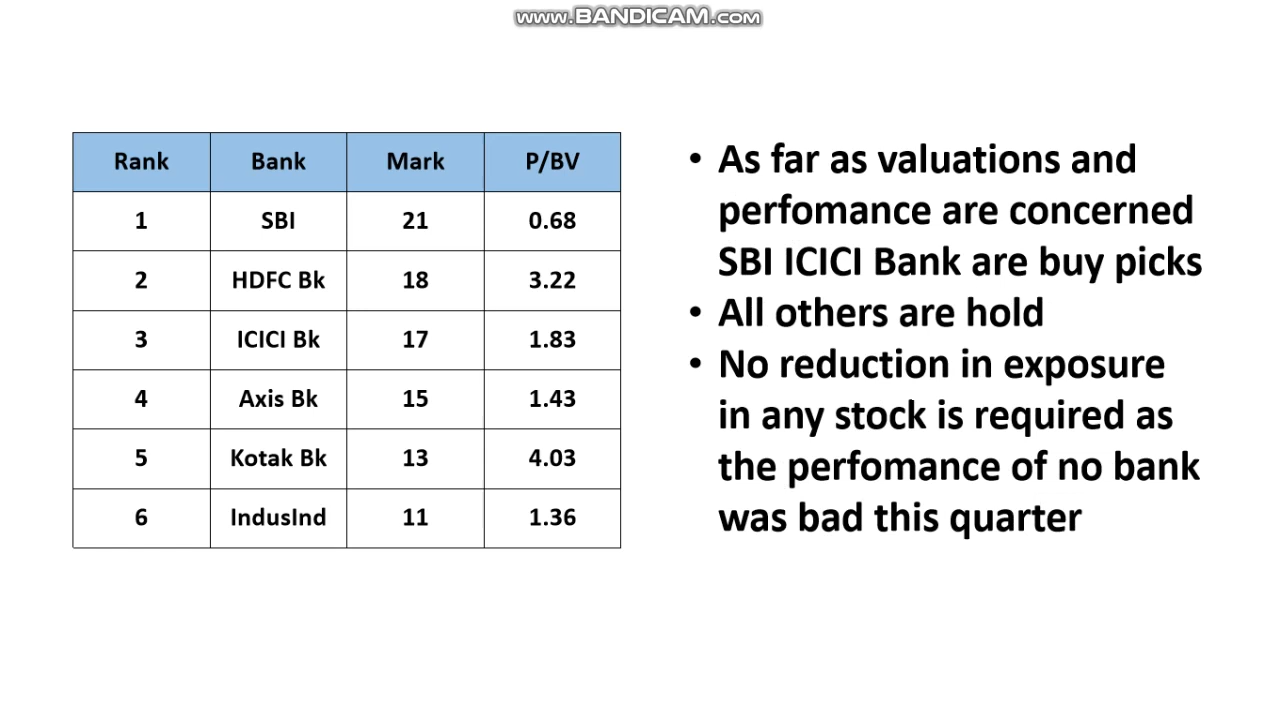 www.BANDICAM.com
Rank Bank Mark P/BV
1 SBI 21 0.68
2 HDFC Bk 18 3.22
3 ICICI Bk 17 1.83
4 Axis Bk 15 1.43
5 Kotak Bk 13 4.03
6 IndusInd 11 1.36
• As far as valuations and
perfomance are concerned
SBI ICICI Bank are buy picks
• All others are hold
• No reduction in exposure
in any stock is required as
the perfomance of no bank
was bad this quarter